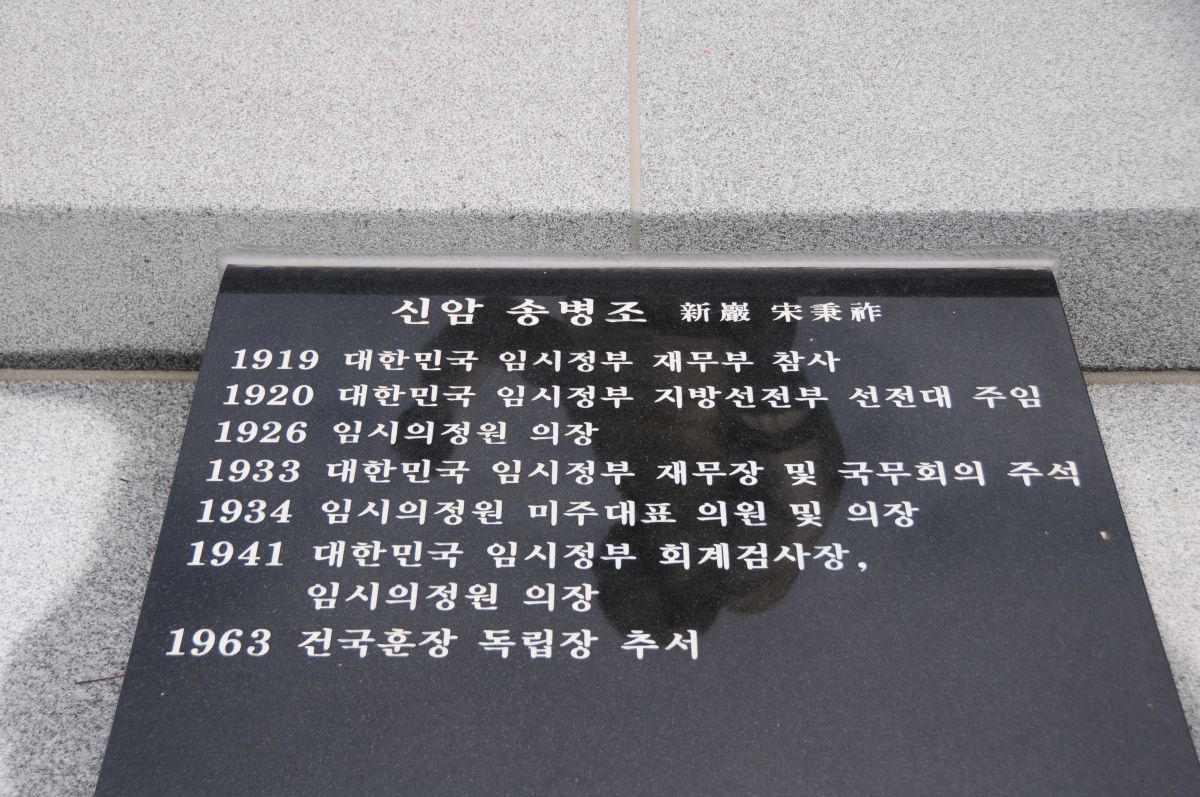 신암 송병조 新巖 宋秉祚
1919 대한민국 임시정부 재무부 참사
1920 대한민국 임시정부 지방선전부 선전대 주임
1926 임시의정원 의장
1933 대한민국 임시정부 재무장 및 국무회의 주석
1934 임시의정원 미주대표 의원 및 의장
1941 대한민국 임시정부 회계검사장,
임시의정원 의장
1963 건국훈장 독립장 추서